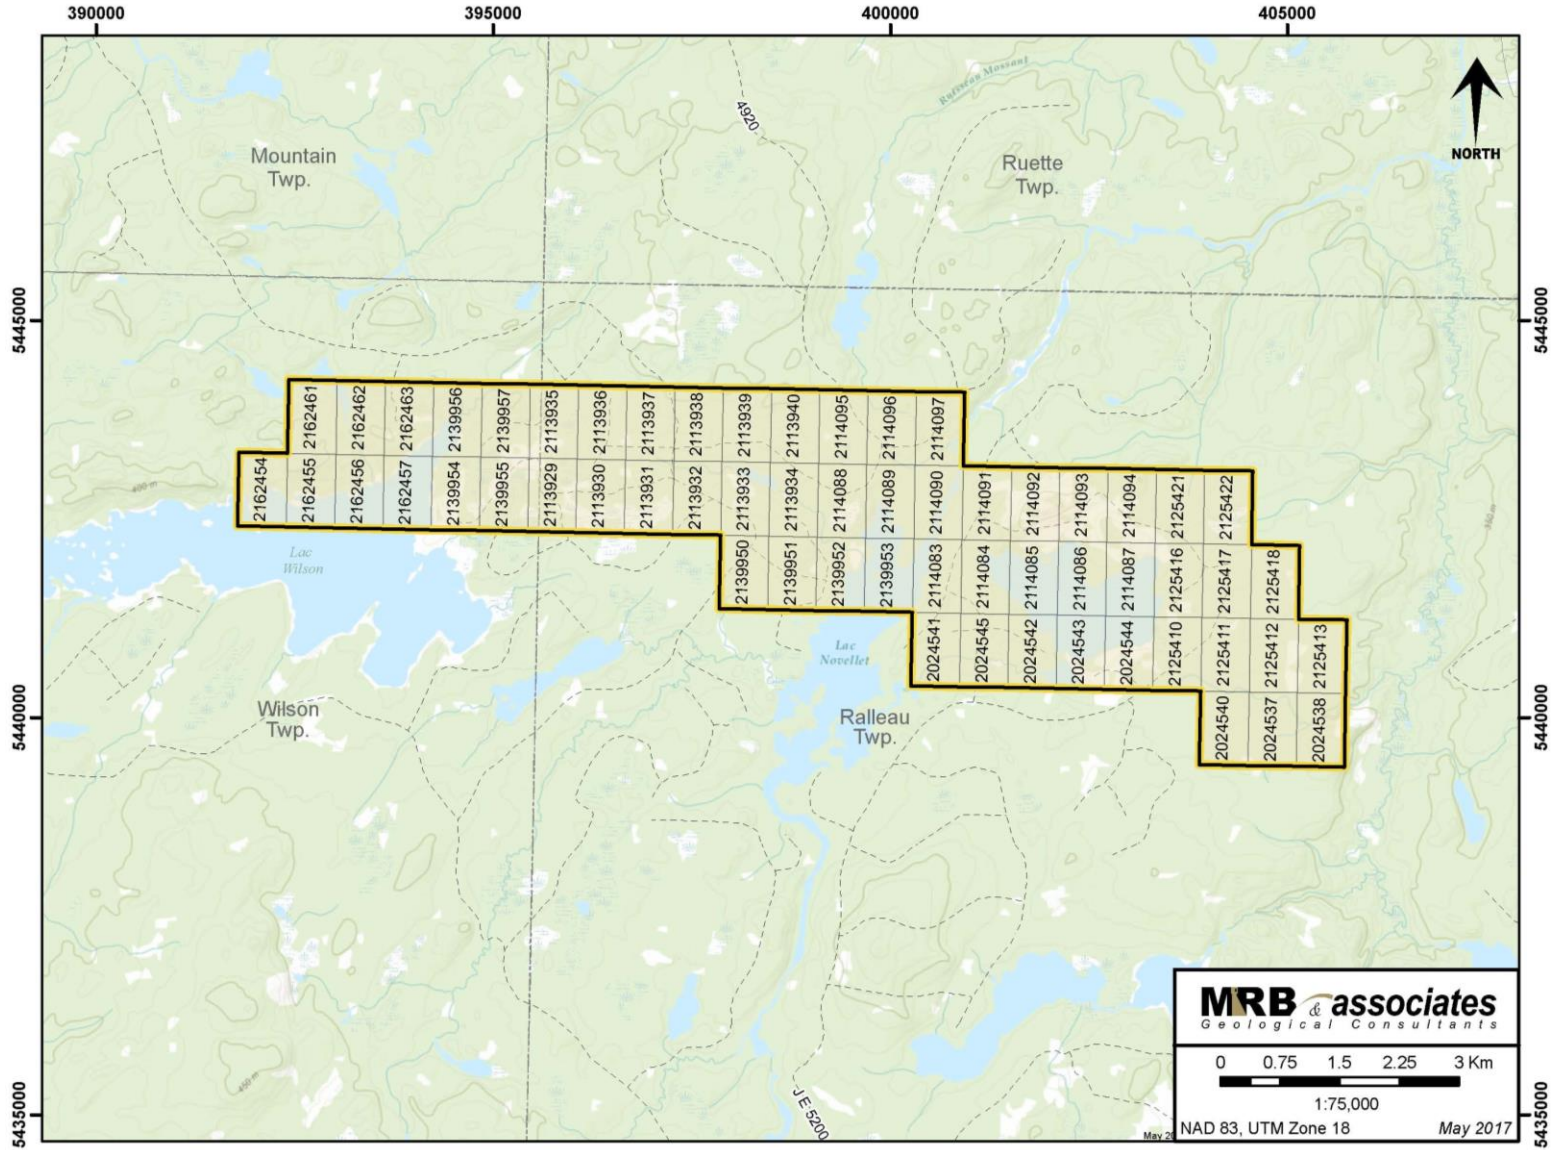 390000 395000 400000 405000
Ruisseau Mossant
4920
NORTH
Mountain
Twp.
Ruette
Twp.
5445000 5445000
2162461 2162462 2162463 2139956 2139957 2113935 2113936 2113937 2113938 2113939 2113940 2114095 2114096 2114097
2162454 2162455 2162456 2162457 2139954 2139955 2113929 2113930 2113931 2113932 2113933 2113934 2114088 2114089 2114090 2114091 2114092 2114093 2114094 2125421 2125422
400 m
Lac
Wilson
2139950 2139951 2139952 2139953 2114083 2114084 2114085 2114086 2114087 2125416 2125417 2125418
2024541 2024545 2024542 2024543 2024544 2125410 2125411 2125412 2125413
Lac
Novellet
2024540 2024537 2024538
Wilson
Twp.
Ralleau
Twp.
5440000 5440000
450 m
J E 5200
MRB & associates
Geological Consultants
0 0.75 1.5 2.25 3 Km
1:75,000
NAD 83, UTM Zone 18 May 2017
May 20
5435000 5435000